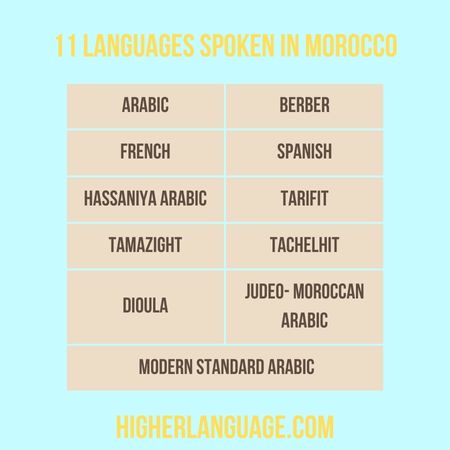 11 LANGUAGES SPOKEN IN MOROCCO
ARABIC
BERBER
FRENCH
SPANISH
HASSANIYA ARABIC
TARIFIT
TAMAZIGHT
TACHELHIT
DIOULA
JUDEO- MOROCCAN
ARABIC
MODERN STANDARD ARABIC
HIGHERLANGUAGE.COM